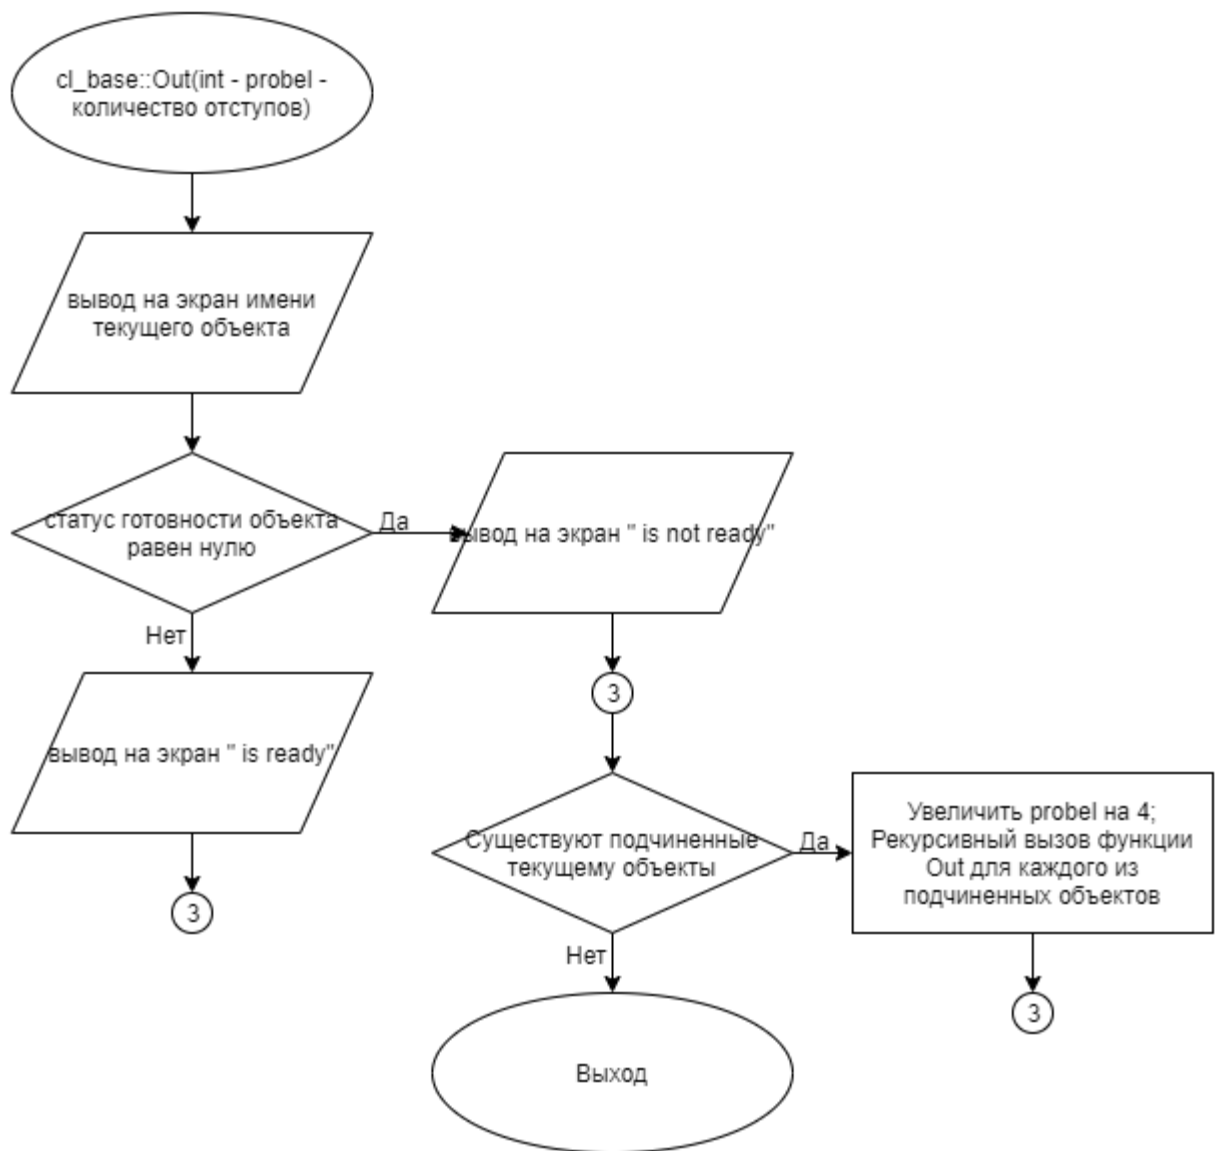 cl_base::Out(int - probel -
количество отступов)
вывод на экран имени
текущего объекта
статус готовности объекта
равен нулю
Да
вывод на экран " is not ready"
Нет
вывод на экран " is ready"
3
3
Существуют подчиненные
текущему объекты
Да
Увеличить probel на 4;
Рекурсивный вызов функции
Out для каждого из
подчиненных объектов
Нет
3
Выход